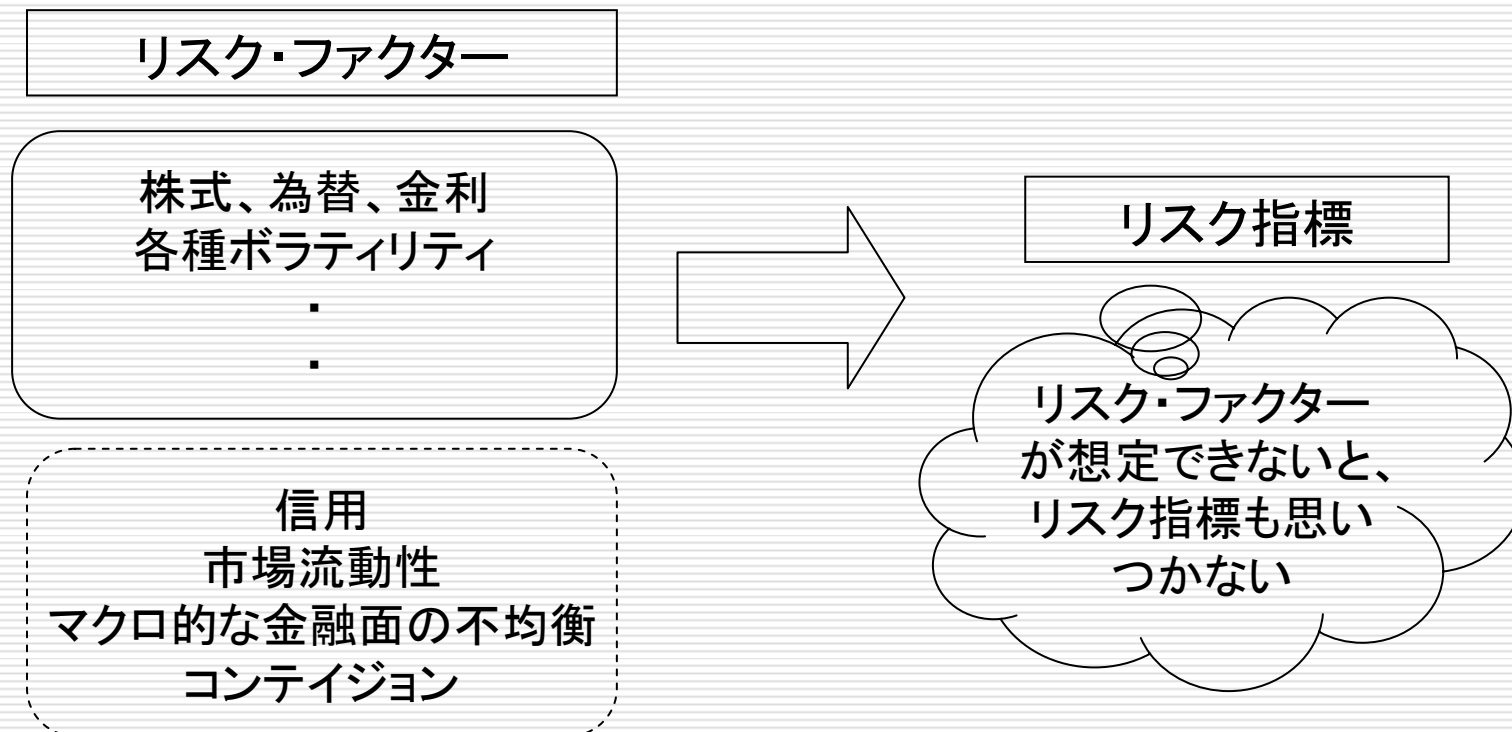 リスク・ファクター
株式、為替、金利
各種ボラティリティ
・
・
信用
市場流動性
マクロ的な金融面の不均衡
コンテイジョン
リスク指標
リスク・ファクター
が想定できないと、
リスク指標も思い
つかない